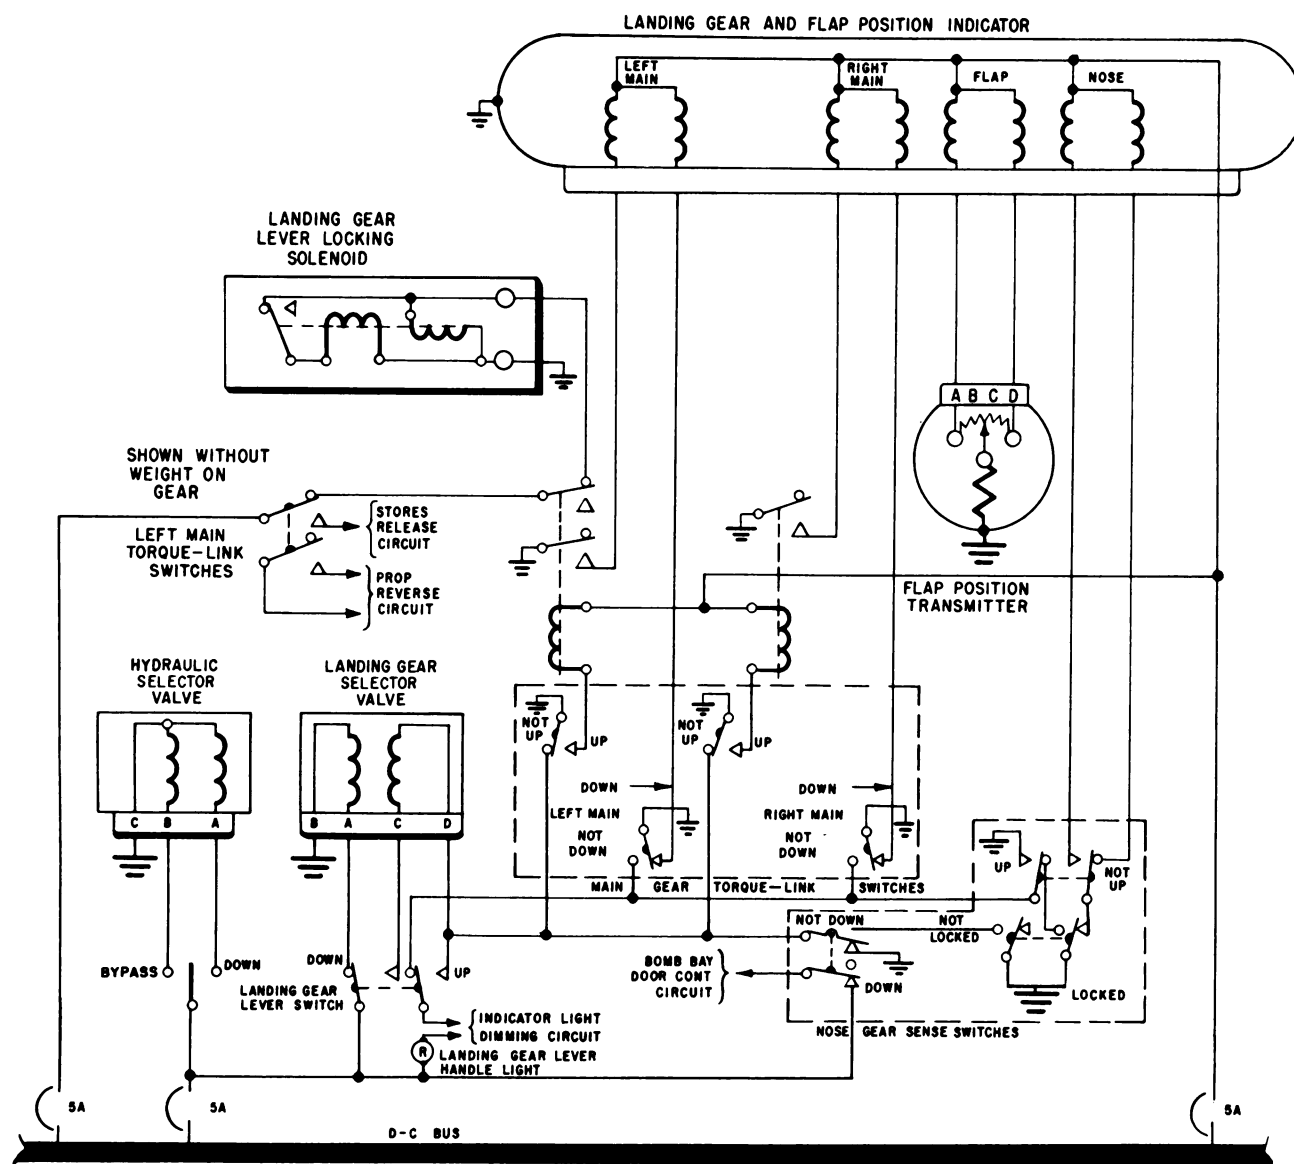 LANDING GEAR AND FLAP POSITION INDICATOR
LEFT
MAIN
RIGHT
MAIN
FLAP
NOSE
LANDING GEAR
LEVER LOCKING
SOLENOID
A B C D
SHOWN WITHOUT
WEIGHT ON
GEAR
LEFT MAIN
TORQUE-LINK
SWITCHES
STORES
RELEASE
CIRCUIT
PROP
REVERSE
CIRCUIT
FLAP POSITION
TRANSMITTER
HYDRAULIC
SELECTOR
VALVE
LANDING GEAR
SELECTOR
VALVE
C B A
B A C D
NOT
UP
UP
NOT
UP
UP
DOWN
DOWN
LEFT MAIN
RIGHT MAIN
NOT
DOWN
NOT
DOWN
MAIN GEAR TORQUE-LINK SWITCHES
UP
NOT
UP
NOT DOWN
NOT
LOCKED
BOMB BAY
DOOR CONT
CIRCUIT
DOWN
LOCKED
NOSE GEAR SENSE SWITCHES
BYPASS
DOWN
DOWN
UP
LANDING GEAR
LEVER SWITCH
INDICATOR LIGHT
DIMMING CIRCUIT
R
LANDING GEAR LEVER
HANDLE LIGHT
5A
5A
5A
D-C BUS